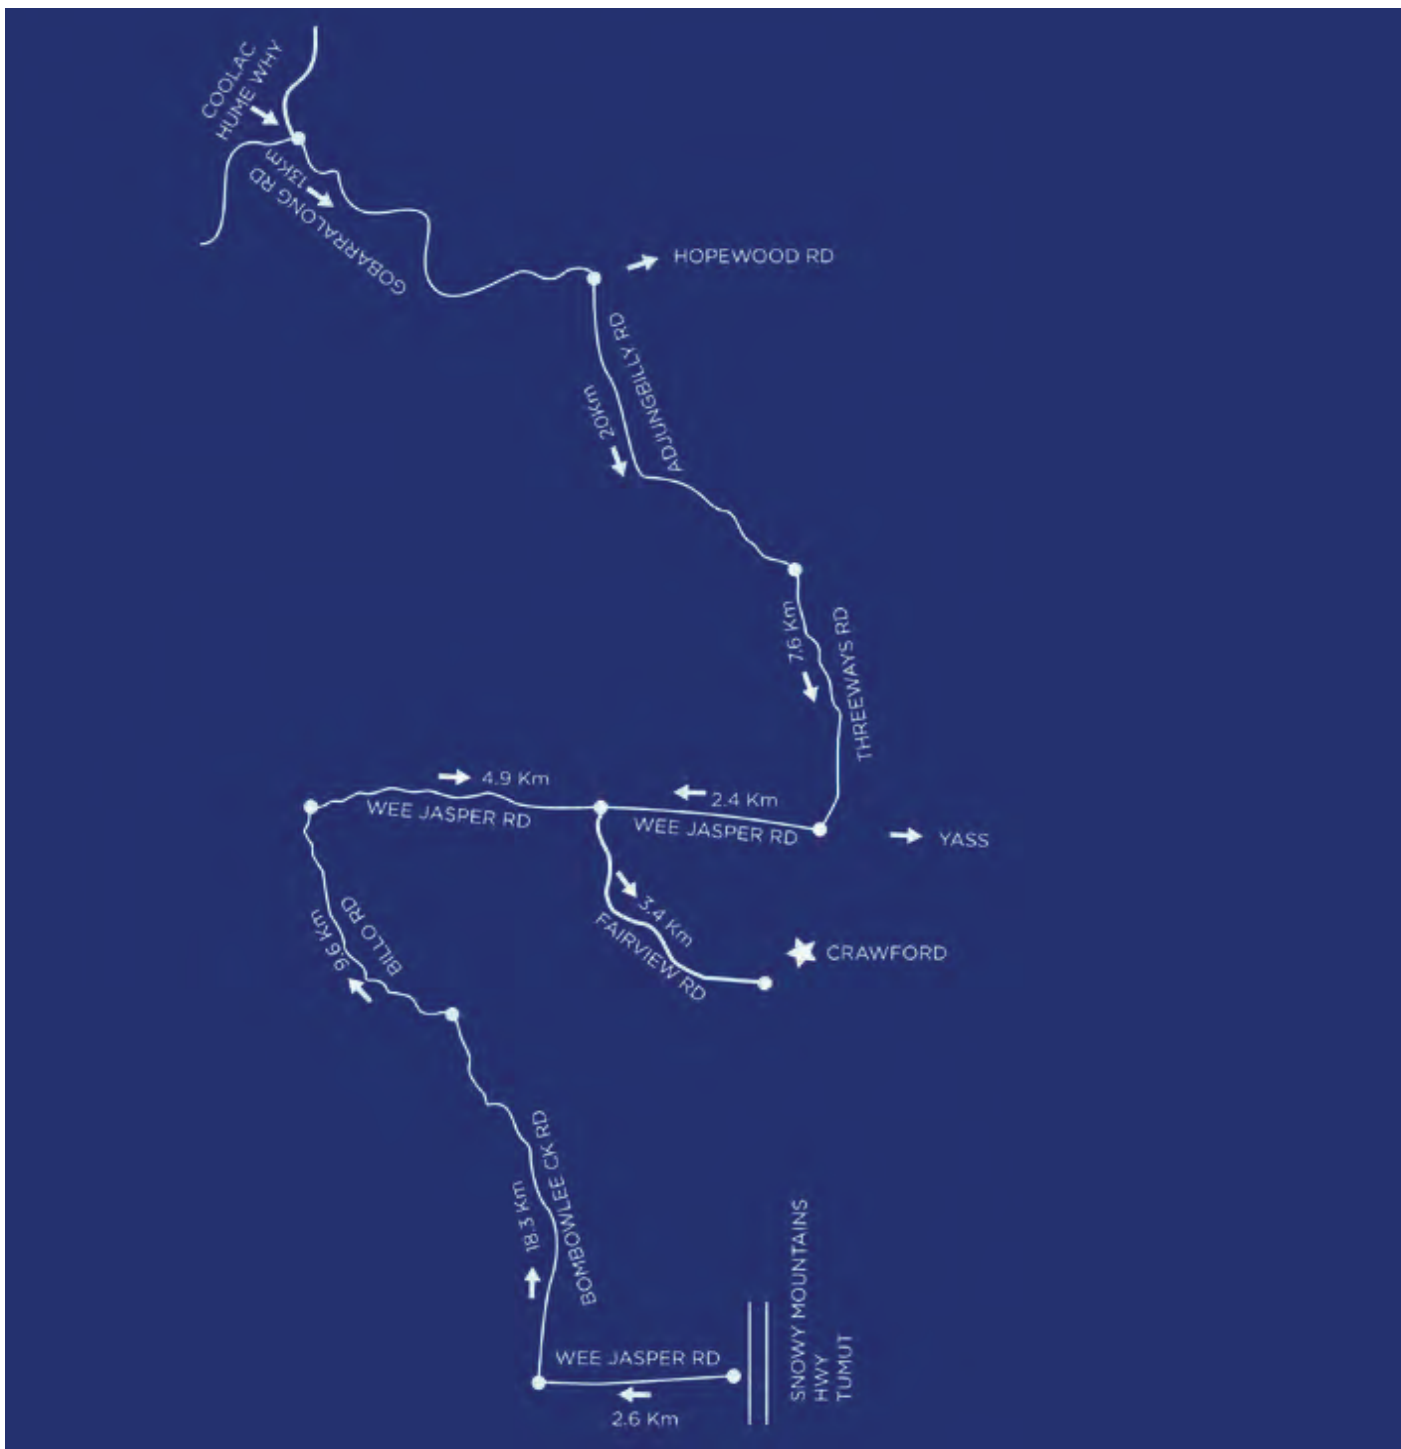 COOLAC
HUME WHY
13Km
GOBARRALONG RD
HOPEWOOD RD
ADJUNGBILLY RD
20Km
7.6 Km
THREEWAYS RD
4.9 Km
WEE JASPER RD
2.4 Km
WEE JASPER RD
YASS
3.4 Km
FAIRVIEW RD
CRAWFORD
BILLO RD
9.6 Km
BOMBOWLEE CK RD
18.3 Km
WEE JASPER RD
2.6 Km
SNOWY MOUNTAINS
HWY
TUMUT